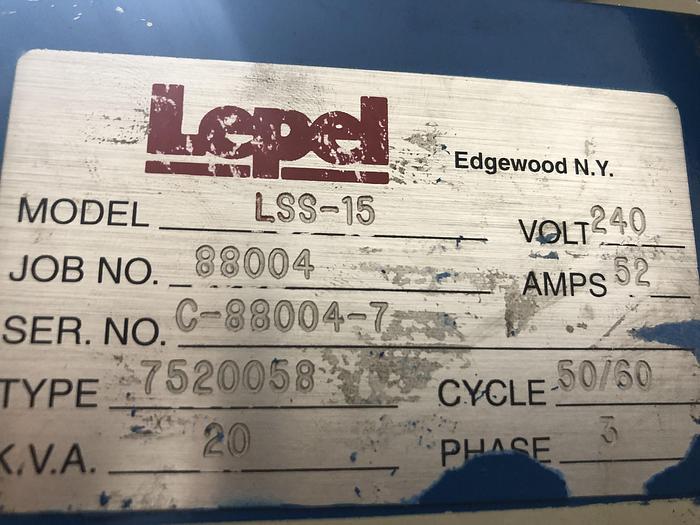 Lepel
Edgewood N.Y.
MODEL LSS-15
VOLT 240
JOB NO. 88004
AMPS 52
SER. NO. C-88004-7
TYPE 7520058
CYCLE 50/60
K.V.A. 20
PHASE 3